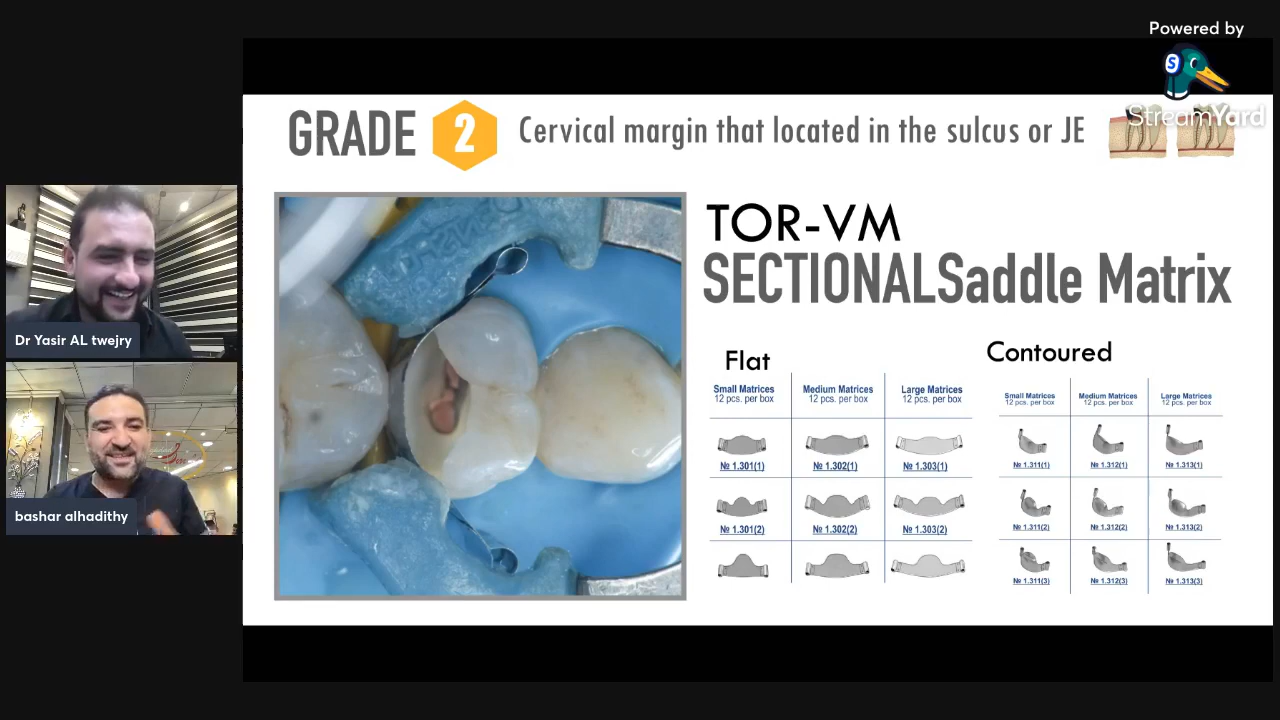 Powered by
StreamYard
GRADE 2 Cervical margin that located in the sulcus or JE
TOR-VM
SECTIONALSaddle Matrix
Flat
Small Matrices
12 pcs. per box
Medium Matrices
12 pcs. per box
Large Matrices
12 pcs. per box
№ 1.301(1)
№ 1.302(1)
№ 1.303(1)
№ 1.301(2)
№ 1.302(2)
№ 1.303(2)
Contoured
Small Matrices
12 pcs. per box
Medium Matrices
12 pcs. per box
Large Matrices
12 pcs. per box
№ 1.311(1)
№ 1.312(1)
№ 1.313(1)
№ 1.311(2)
№ 1.312(2)
№ 1.313(2)
№ 1.311(3)
№ 1.312(3)
№ 1.313(3)
Dr Yasir AL twejry
bashar alhadithy